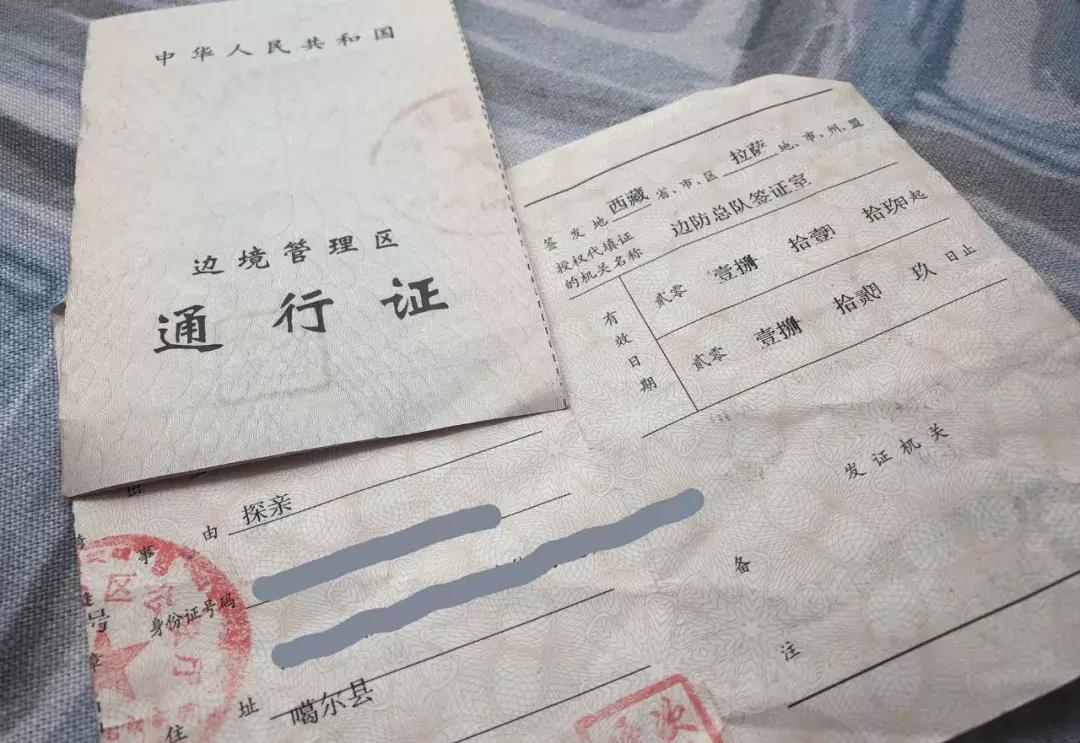 中华人民共和国
边境管理区
通行证
签发地 西藏 省、市、区 拉萨 地、市、州、盟
授权代填证
的机关名称 边防总队签证室
有效日期
贰零 壹捌 拾壹 拾玖 起
贰零 壹捌 拾贰 玖 日止
发证机关
备注
事由 探亲
身份证号码
住址
噶尔县
区
号
章
次